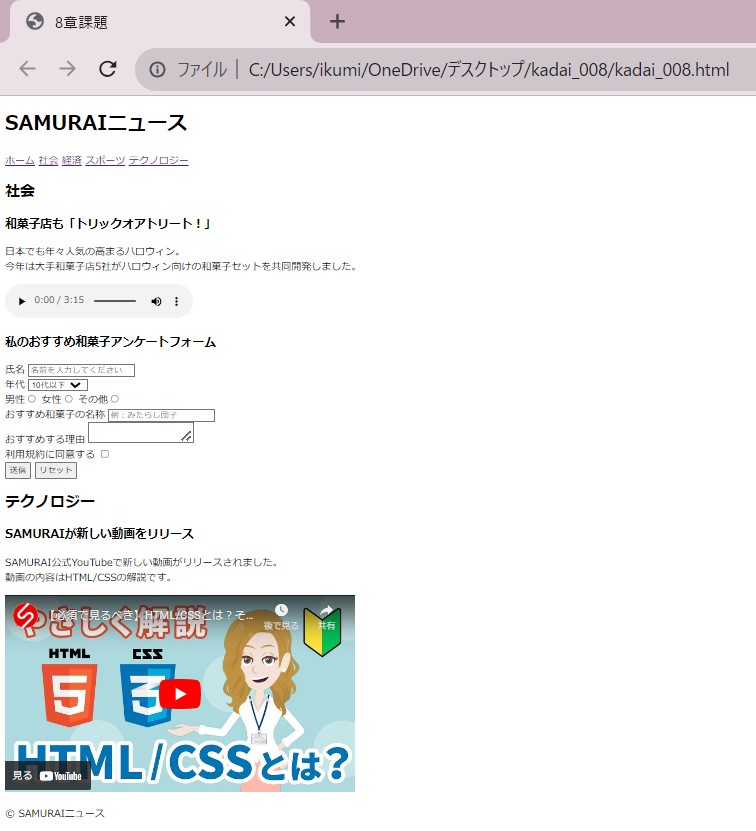 8章課題
ファイル | C:/Users/ikumi/OneDrive/デスクトップ/kadai_008/kadai_008.html
SAMURAIニュース
ホーム 社会 経済 スポーツ テクノロジー
社会
和菓子店も「トリックオアトリート！」
日本でも年々人気の高まるハロウィン。
今年は大手和菓子店5社がハロウィン向けの和菓子セットを共同開発しました。
0:00 / 3:15
私のおすすめ和菓子アンケートフォーム
氏名 名前を入力してください
年代 10代以下
男性 女性 その他
おすすめ和菓子の名称 例：みたらし団子
おすすめする理由
利用規約に同意する
送信 リセット
テクノロジー
SAMURAIが新しい動画をリリース
SAMURAI公式YouTubeで新しい動画がリリースされました。
動画の内容はHTML/CSSの解説です。
【必須で見るべき】HTML/CSSとは？そ...
後で見る 共有
やさしく解説
HTML CSS
5 3
HTML/CSSとは？
見る YouTube
© SAMURAIニュース